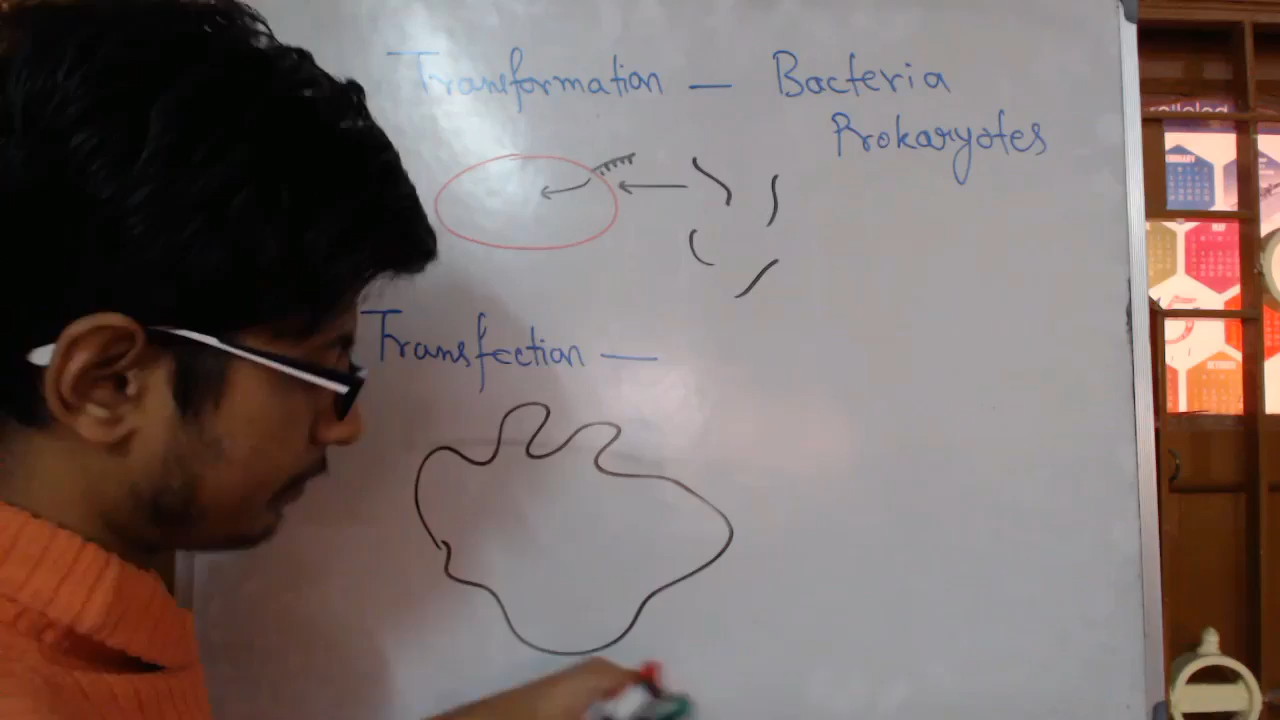 Transformation — Bacteria
Prokaryotes
Transfection —